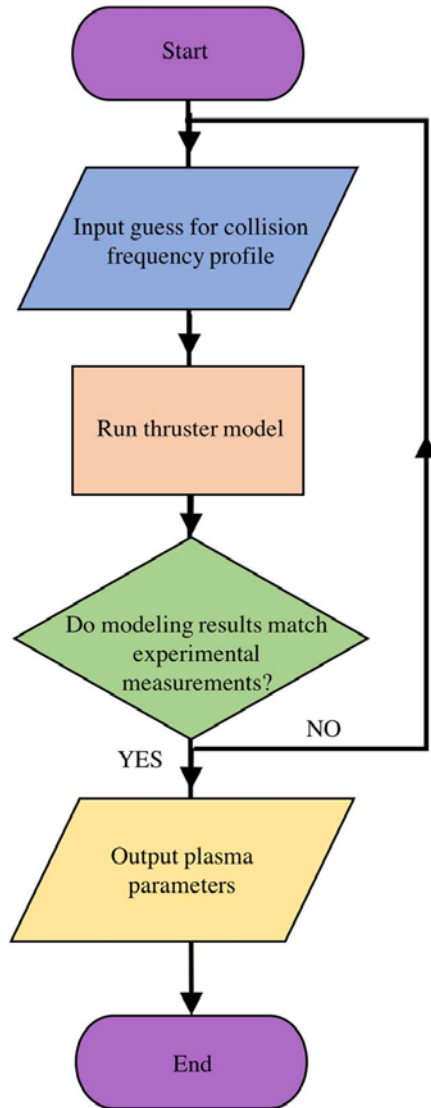 Start
Input guess for collision
frequency profile
Run thruster model
Do modeling results match
experimental
measurements?
NO
YES
Output plasma
parameters
End